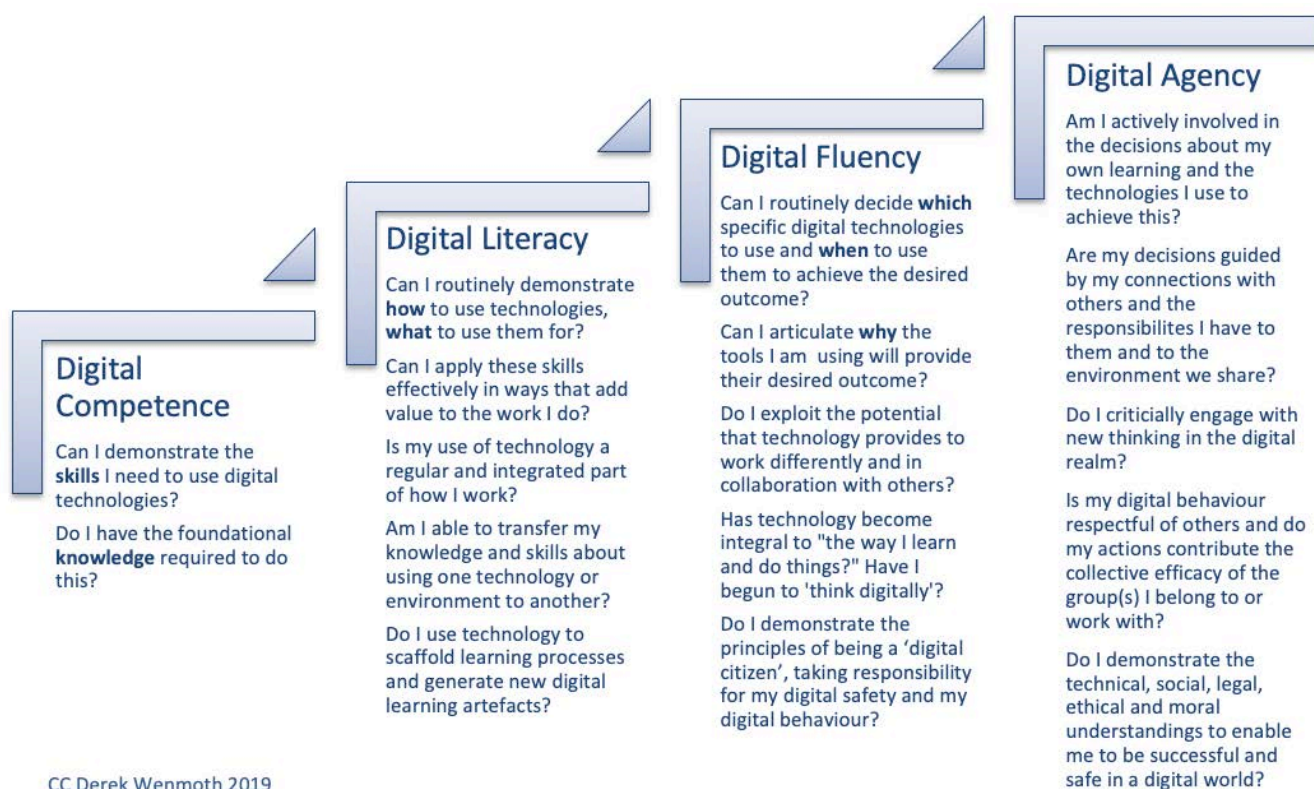 Digital
Competence
Can I demonstrate the
skills I need to use digital
technologies?
Do I have the foundational
knowledge required to do
this?
Digital Literacy
Can I routinely demonstrate
how to use technologies,
what to use them for?
Can I apply these skills
effectively in ways that add
value to the work I do?
Is my use of technology a
regular and integrated part
of how I work?
Am I able to transfer my
knowledge and skills about
using one technology or
environment to another?
Do I use technology to
scaffold learning processes
and generate new digital
learning artefacts?
Digital Fluency
Can I routinely decide which
specific digital technologies
to use and when to use
them to achieve the desired
outcome?
Can I articulate why the
tools I am using will provide
their desired outcome?
Do I exploit the potential
that technology provides to
work differently and in
collaboration with others?
Has technology become
integral to "the way I learn
and do things?" Have I
begun to 'think digitally'?
Do I demonstrate the
principles of being a ‘digital
citizen’, taking responsibility
for my digital safety and my
digital behaviour?
Digital Agency
Am I actively involved in
the decisions about my
own learning and the
technologies I use to
achieve this?
Are my decisions guided
by my connections with
others and the
responsibilites I have to
them and to the
environment we share?
Do I criticially engage with
new thinking in the digital
realm?
Is my digital behaviour
respectful of others and do
my actions contribute the
collective efficacy of the
group(s) I belong to or
work with?
Do I demonstrate the
technical, social, legal,
ethical and moral
understandings to enable
me to be successful and
safe in a digital world?
CC Derek Wenmoth 2019